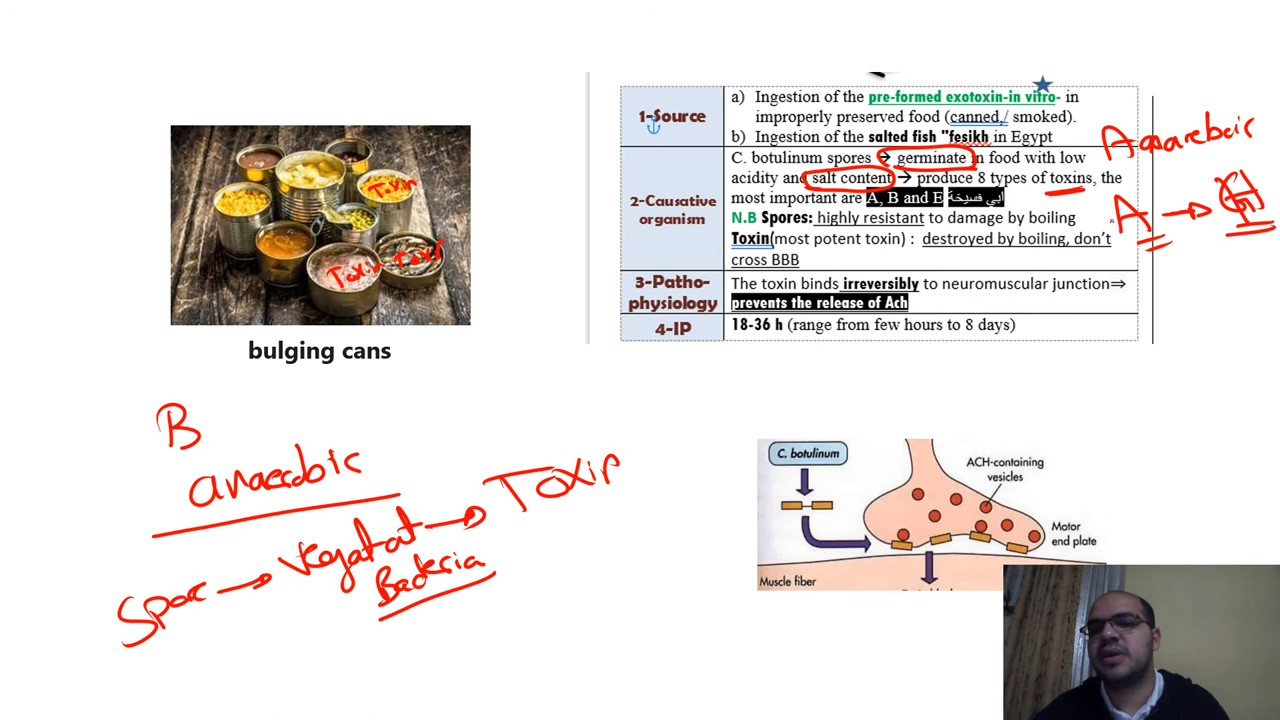 1-Source
a) Ingestion of the pre-formed exotoxin-in vitro- in
improperly preserved food (canned,/ smoked).
b) Ingestion of the salted fish "fesikh in Egypt
2-Causative
organism
C. botulinum spores → germinate in food with low
acidity and salt content → produce 8 types of toxins, the
most important are A, B and E ابي فسيخة
N.B Spores: highly resistant to damage by boiling
Toxin(most potent toxin) : destroyed by boiling, don't
cross BBB
3-Patho-
physiology
The toxin binds irreversibly to neuromuscular junction⇒
prevents the release of Ach
4-IP
18-36 h (range from few hours to 8 days)
Toxin
Toxin Toxi
bulging cans
A →
B
anaerobic
Spore → Vegatat → Toxin
Bacteria
C. botulinum
ACH-containing
vesicles
Motor
end plate
Muscle fiber